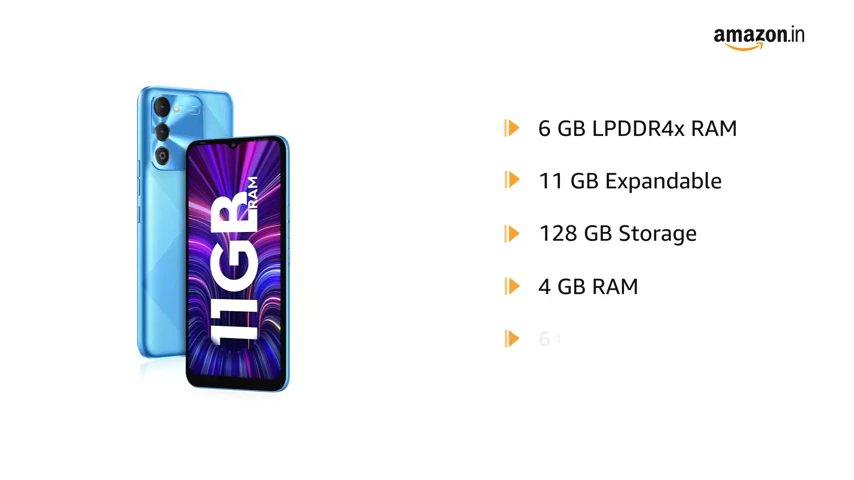 amazon.in
6 GB LPDDR4x RAM
11 GB Expandable
128 GB Storage
4 GB RAM
11GB
RAM